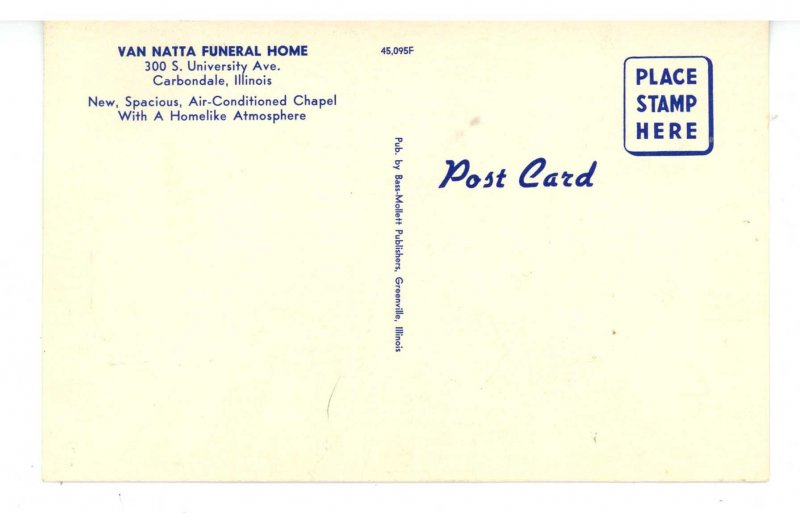 VAN NATTA FUNERAL HOME
300 S. University Ave.
Carbondale, Illinois
New, Spacious, Air-Conditioned Chapel
With A Homelike Atmosphere
45,095F
Pub. by Bass-Mollett Publishers, Greenville, Illinois
Post Card
PLACE
STAMP
HERE